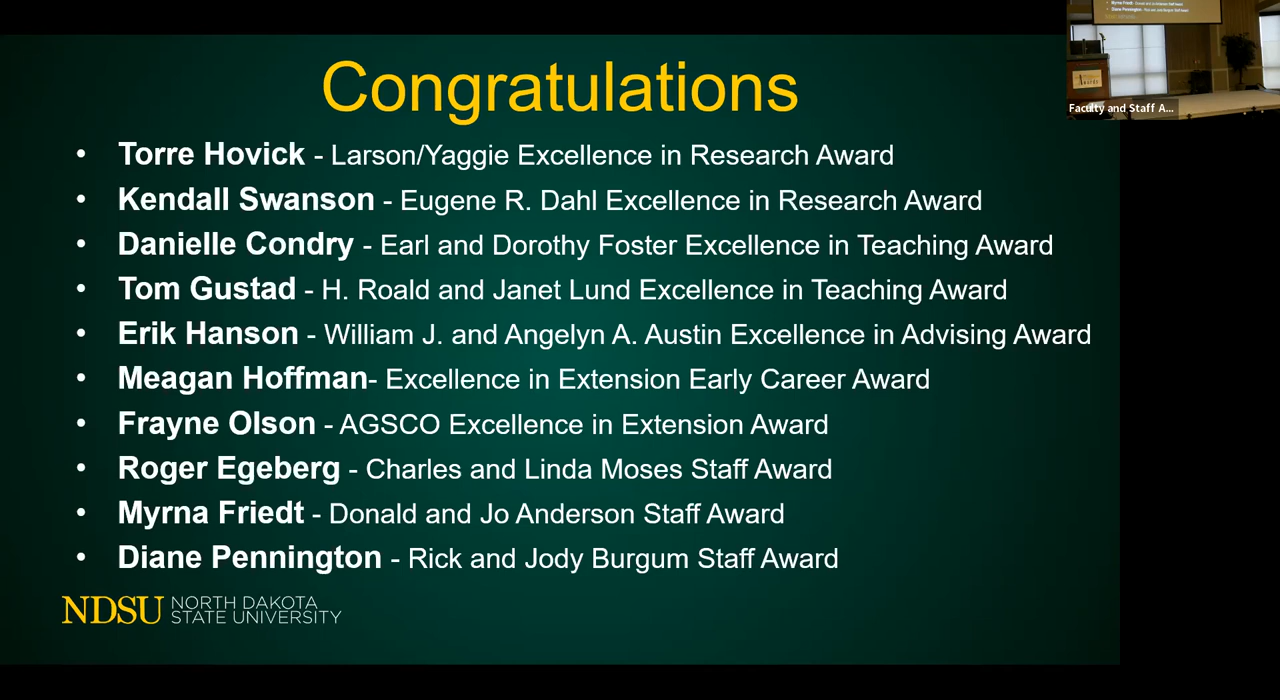 Congratulations
• Torre Hovick - Larson/Yaggie Excellence in Research Award
• Kendall Swanson - Eugene R. Dahl Excellence in Research Award
• Danielle Condry - Earl and Dorothy Foster Excellence in Teaching Award
• Tom Gustad - H. Roald and Janet Lund Excellence in Teaching Award
• Erik Hanson - William J. and Angelyn A. Austin Excellence in Advising Award
• Meagan Hoffman- Excellence in Extension Early Career Award
• Frayne Olson - AGSCO Excellence in Extension Award
• Roger Egeberg - Charles and Linda Moses Staff Award
• Myrna Friedt - Donald and Jo Anderson Staff Award
• Diane Pennington - Rick and Jody Burgum Staff Award
NDSU NORTH DAKOTA
STATE UNIVERSITY
Myrna Friedt
Diane Pennington
Faculty and Staff A...